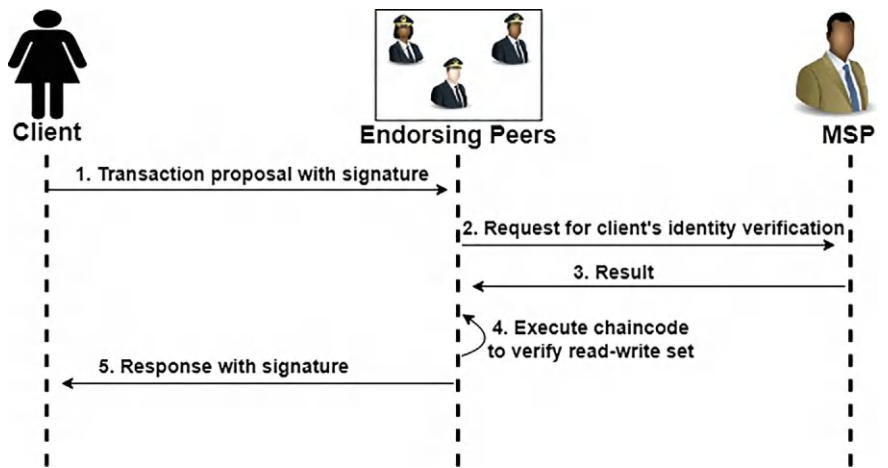 Client
Endorsing Peers
MSP
1. Transaction proposal with signature
2. Request for client's identity verification
3. Result
4. Execute chaincode
to verify read-write set
5. Response with signature